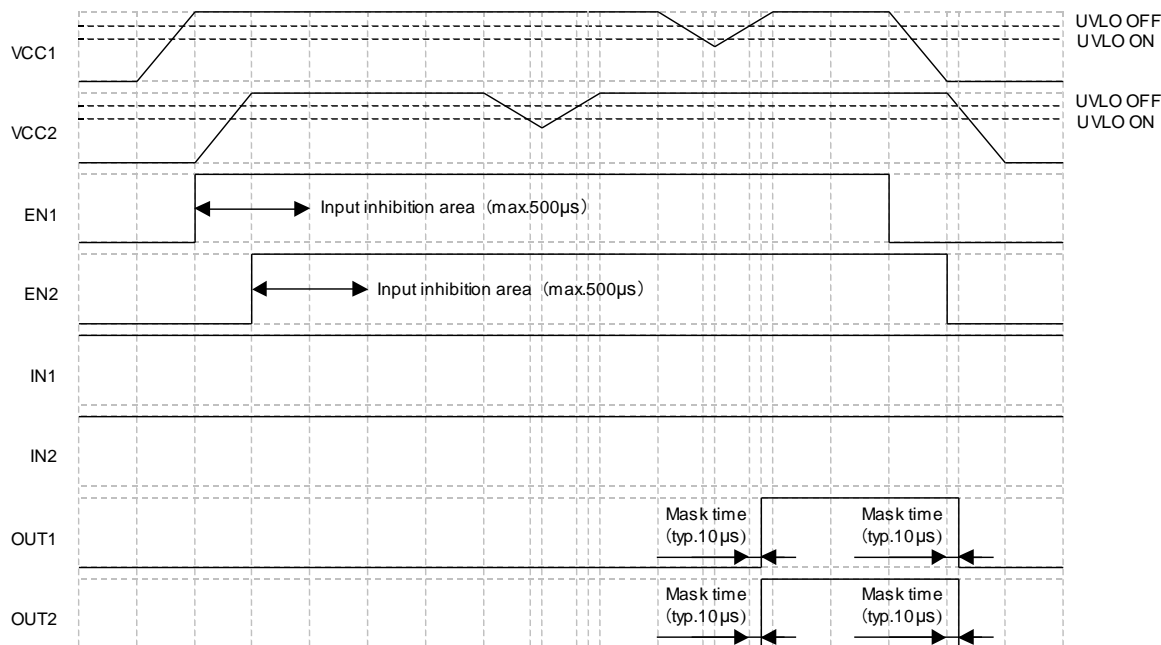 VCC1
UVLO OFF
UVLO ON
VCC2
UVLO OFF
UVLO ON
EN1
Input inhibition area (max.500μs)
EN2
Input inhibition area (max.500μs)
IN1
IN2
OUT1
Mask time
(typ.10μs)
Mask time
(typ.10μs)
OUT2
Mask time
(typ.10μs)
Mask time
(typ.10μs)